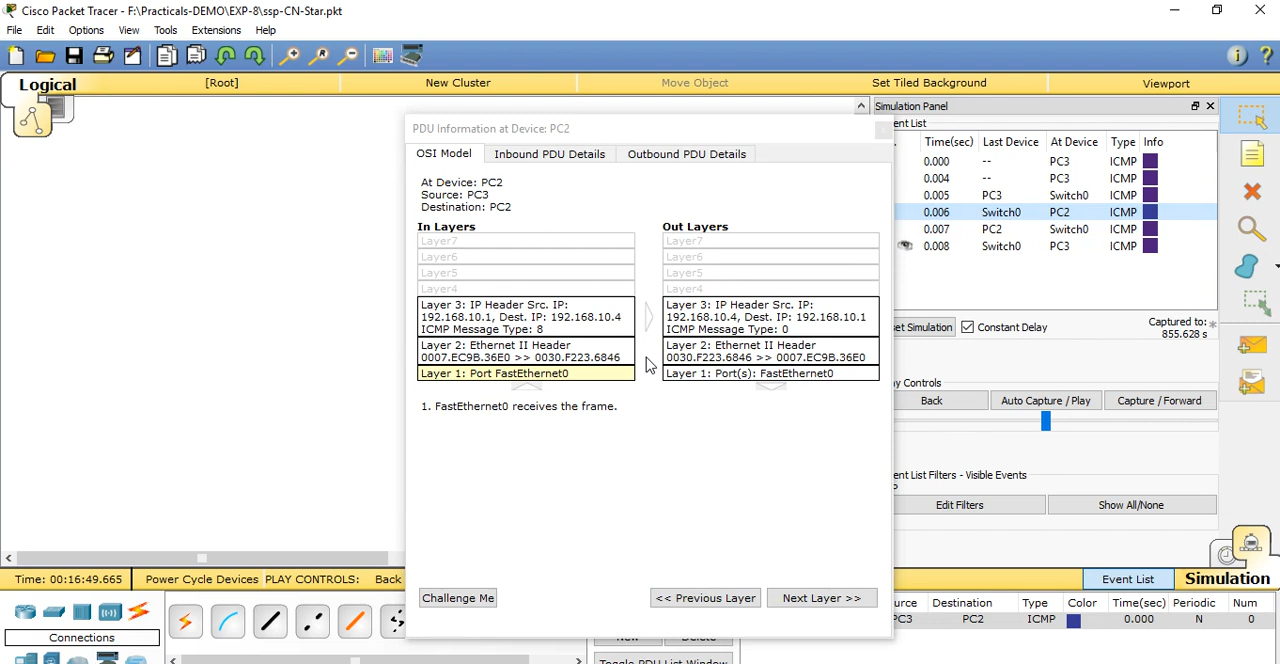 Cisco Packet Tracer - F:\Practicals-DEMO\EXP-8\ssp-CN-Star.pkt
File Edit Options View Tools Extensions Help
Logical [Root] New Cluster Move Object Set Tiled Background Viewport
Simulation Panel
PDU Information at Device: PC2
Event List
OSI Model Inbound PDU Details Outbound PDU Details
Time(sec) Last Device At Device Type Info
0.000 -- PC3 ICMP
0.004 -- PC3 ICMP
0.005 PC3 Switch0 ICMP
0.006 Switch0 PC2 ICMP
0.007 PC2 Switch0 ICMP
0.008 Switch0 PC3 ICMP
At Device: PC2
Source: PC3
Destination: PC2
In Layers
Layer7
Layer6
Layer5
Layer4
Layer 3: IP Header Src. IP:
192.168.10.1, Dest. IP: 192.168.10.4
ICMP Message Type: 8
Layer 2: Ethernet II Header
0007.EC9B.36E0 >> 0030.F223.6846
Layer 1: Port FastEthernet0
Out Layers
Layer7
Layer6
Layer5
Layer4
Layer 3: IP Header Src. IP:
192.168.10.4, Dest. IP: 192.168.10.1
ICMP Message Type: 0
Layer 2: Ethernet II Header
0030.F223.6846 >> 0007.EC9B.36E0
Layer 1: Port(s): FastEthernet0
1. FastEthernet0 receives the frame.
Challenge Me << Previous Layer Next Layer >>
et Simulation Constant Delay Captured to: *
855.628 s
y Controls
Back Auto Capture / Play Capture / Forward
ent List Filters - Visible Events
Edit Filters Show All/None
Time: 00:16:49.665 Power Cycle Devices PLAY CONTROLS: Back
Event List Simulation
Connections
urce Destination Type Color Time(sec) Periodic Num
PC3 PC2 ICMP 0.000 N 0
New Delete
Toggle PDU List Window